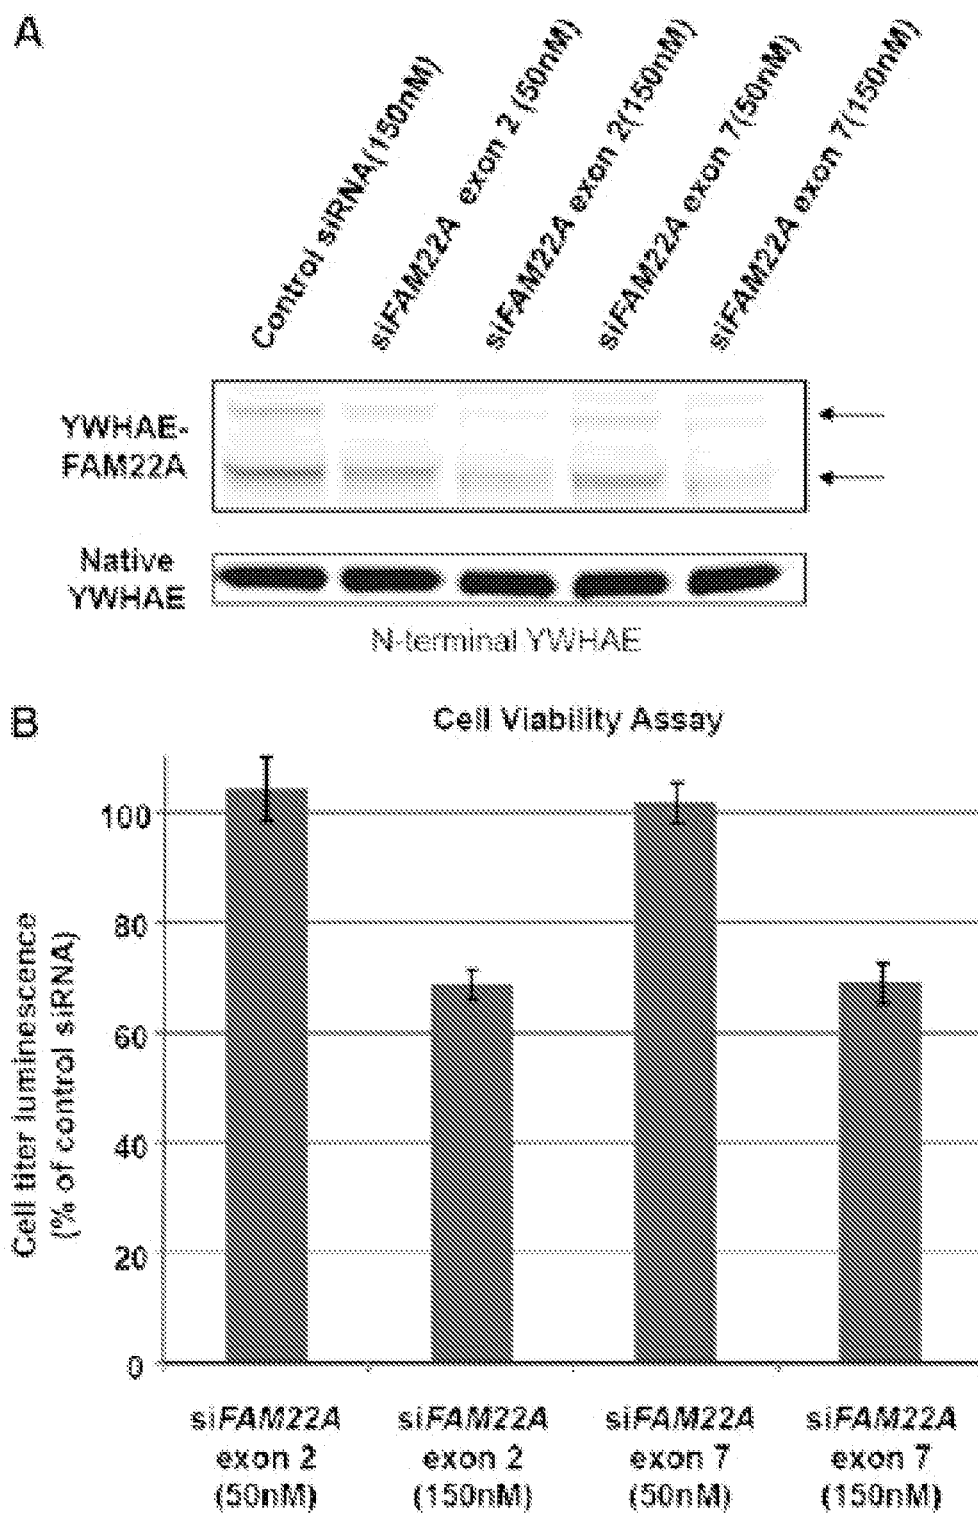 A
Control siRNA(150nM)
siFAM22A exon 2 (50nM)
siFAM22A exon 2(150nM)
siFAM22A exon 7(50nM)
siFAM22A exon 7(150nM)
YWHAE-
FAM22A
Native
YWHAE
N-terminal YWHAE
B
Cell Viability Assay
Cell titer luminescence
(% of control siRNA)
100
80
60
40
20
0
siFAM22A
exon 2
(50nM)
siFAM22A
exon 2
(150nM)
siFAM22A
exon 7
(50nM)
siFAM22A
exon 7
(150nM)